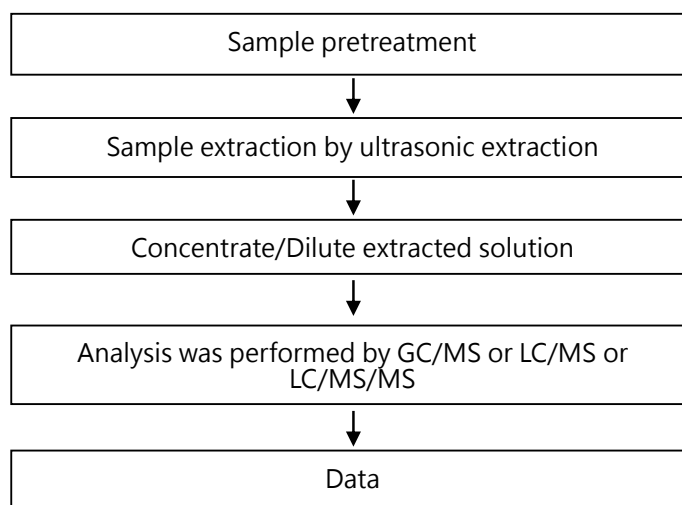 Sample pretreatment
Sample extraction by ultrasonic extraction
Concentrate/Dilute extracted solution
Analysis was performed by GC/MS or LC/MS or
LC/MS/MS
Data